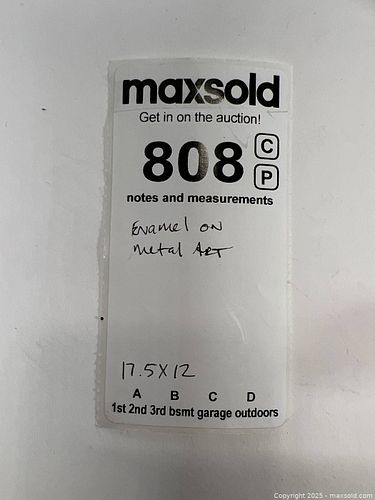 maxsold
Get in on the auction!
808 C
P
notes and measurements
Enamel on
metal Art
17.5x12
A B C D
1st 2nd 3rd bsmt garage outdoors
Copyright 2025 - maxsold.com